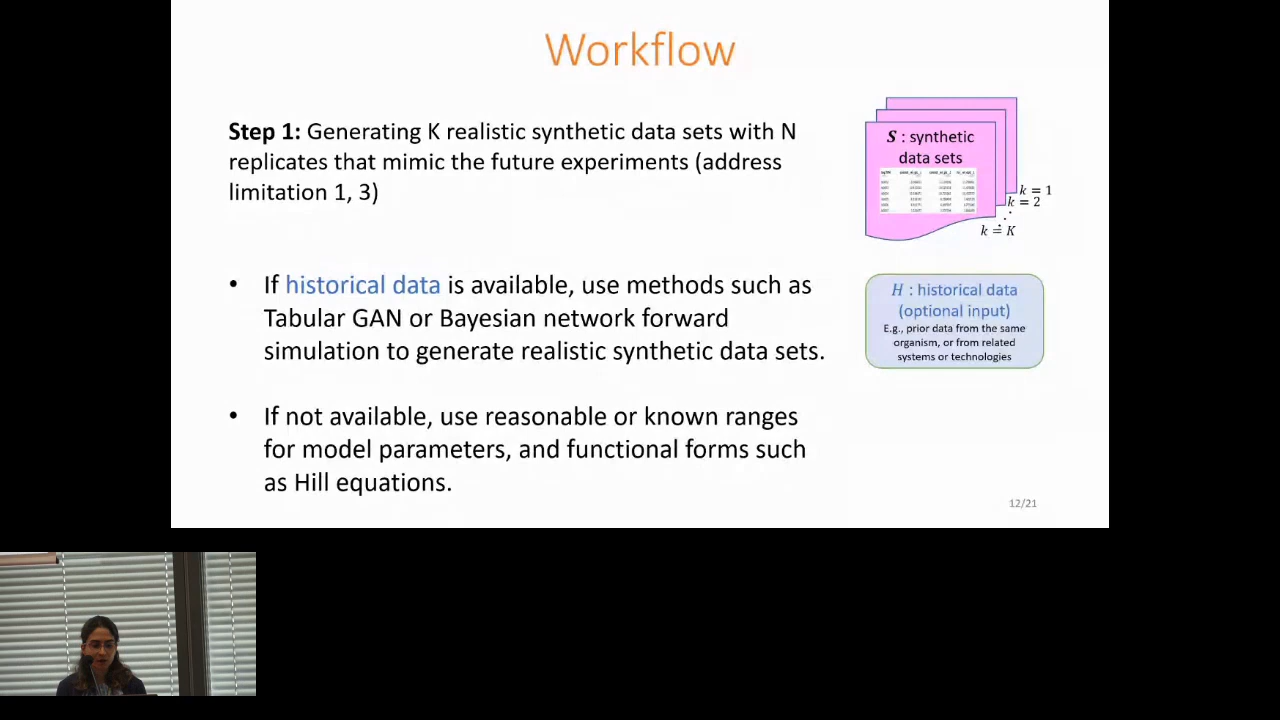 Workflow
Step 1: Generating K realistic synthetic data sets with N
replicates that mimic the future experiments (address
limitation 1, 3)
S : synthetic
data sets
k = 1
k = 2
k = K
• If historical data is available, use methods such as
Tabular GAN or Bayesian network forward
simulation to generate realistic synthetic data sets.
H : historical data
(optional input)
E.g., prior data from the same
organism, or from related
systems or technologies
• If not available, use reasonable or known ranges
for model parameters, and functional forms such
as Hill equations.
12/21